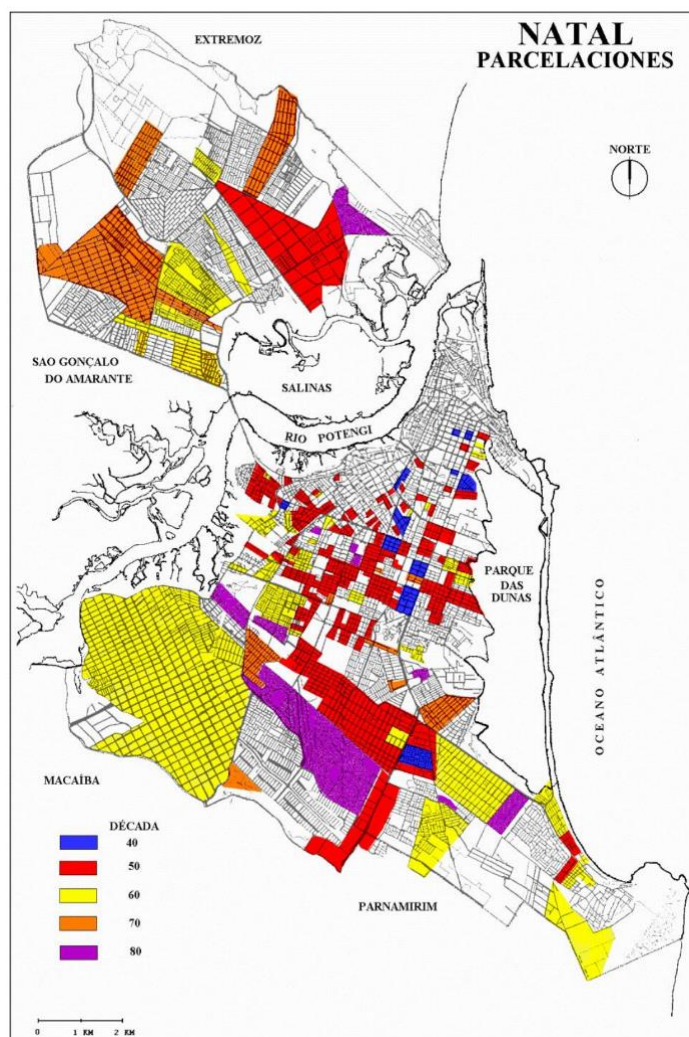 NATAL
PARCELACIONES
EXTREMOZ
NORTE
SAO GONÇALO
DO AMARANTE
SALINAS
RIO POTENGI
PARQUE
DAS
DUNAS
OCEANO ATLÂNTICO
MACAÍBA
PARNAMIRIM
DÉCADA
40
50
60
70
80
0 1 KM 2 KM